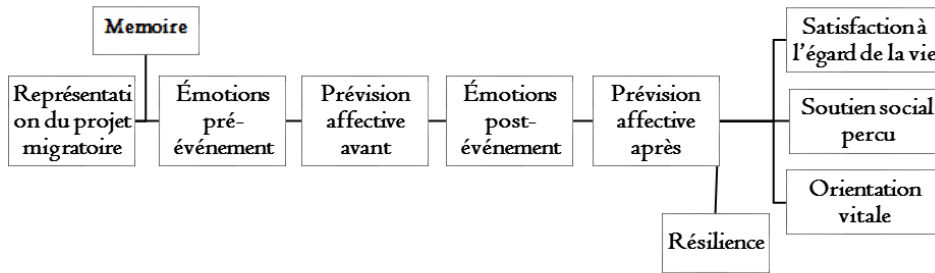 Memoire
Représentati
on du projet
migratoire
Émotions
pré-
événement
Prévision
affective
avant
Émotions
post-
événement
Prévision
affective
après
Satisfaction à
l'égard de la vie
Soutien social
percu
Orientation
vitale
Résilience